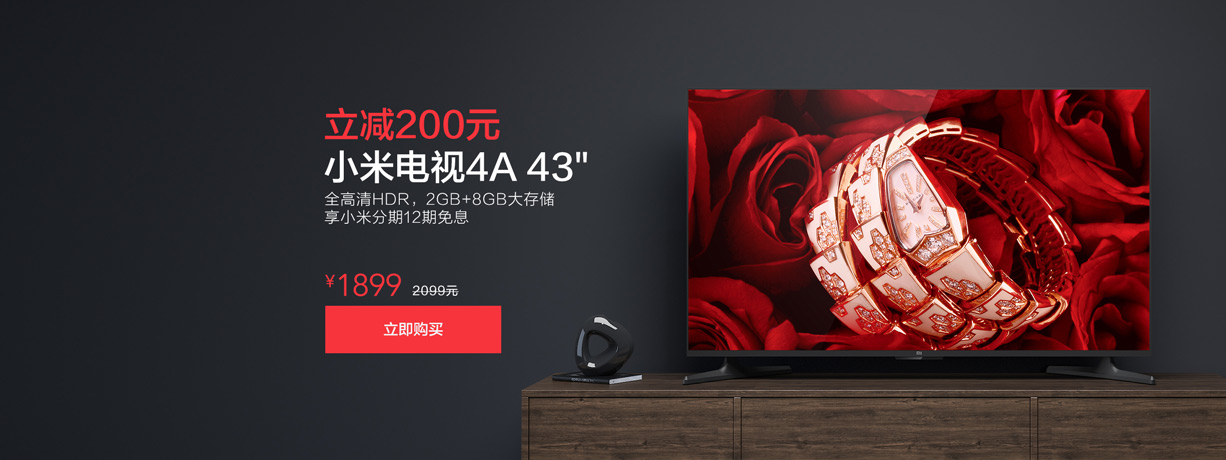 立减200元
小米电视4A 43"
全高清HDR，2GB+8GB大存储
享小米分期12期免息
¥1899 2099元
立即购买